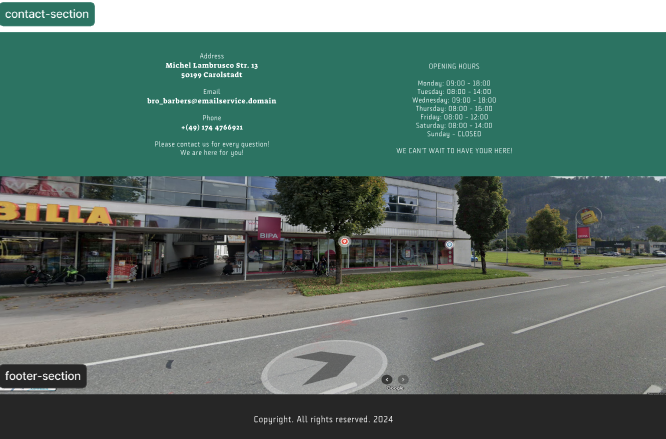 contact-section
Address
Michel Lambrusco Str. 13
50199 Carolstadt
Email
bro_barbers@emailservice.domain
Phone
+(49) 174 4766921
Please contact us for every question!
We are here for you!
OPENING HOURS
Monday: 09:00 - 18:00
Tuesday: 08:00 - 14:00
Wednesday: 09:00 - 18:00
Thursday: 08:00 - 16:00
Friday: 08:00 - 12:00
Saturday: 08:00 - 14:00
Sunday - CLOSED
WE CAN'T WAIT TO HAVE YOUR HERE!
BILLA
BIPA
Google
footer-section
Copyright. All rights reserved. 2024